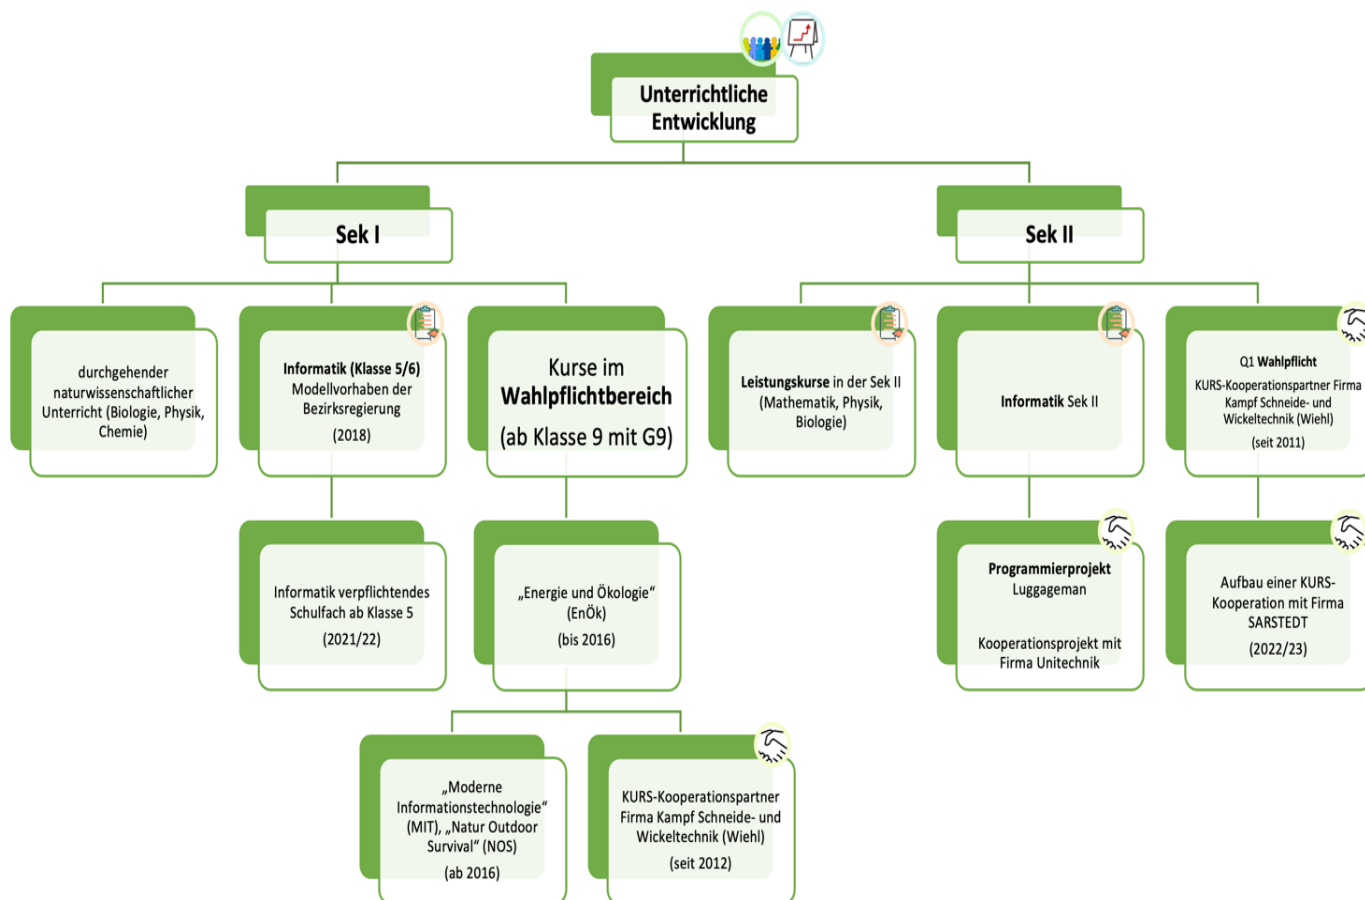 Unterrichtliche
Entwicklung
Sek I
Sek II
durchgehender
naturwissenschaftlicher
Unterricht (Biologie, Physik,
Chemie)
Informatik (Klasse 5/6)
Modellvorhaben der
Bezirksregierung
(2018)
Kurse im
Wahlpflichtbereich
(ab Klasse 9 mit G9)
Leistungskurse in der Sek II
(Mathematik, Physik,
Biologie)
Informatik Sek II
Q1 Wahlpflicht
KURS-Kooperationspartner Firma
Kampf Schneide- und
Wickeltechnik (Wiehl)
(seit 2011)
Informatik verpflichtendes
Schulfach ab Klasse 5
(2021/22)
„Energie und Ökologie“
(EnÖk)
(bis 2016)
Programmierprojekt
Luggageman
Kooperationsprojekt mit
Firma Unitechnik
Aufbau einer KURS-
Kooperation mit Firma
SARSTEDT
(2022/23)
„Moderne
Informationstechnologie“
(MIT), „Natur Outdoor
Survival“ (NOS)
(ab 2016)
KURS-Kooperationspartner
Firma Kampf Schneide- und
Wickeltechnik (Wiehl)
(seit 2012)